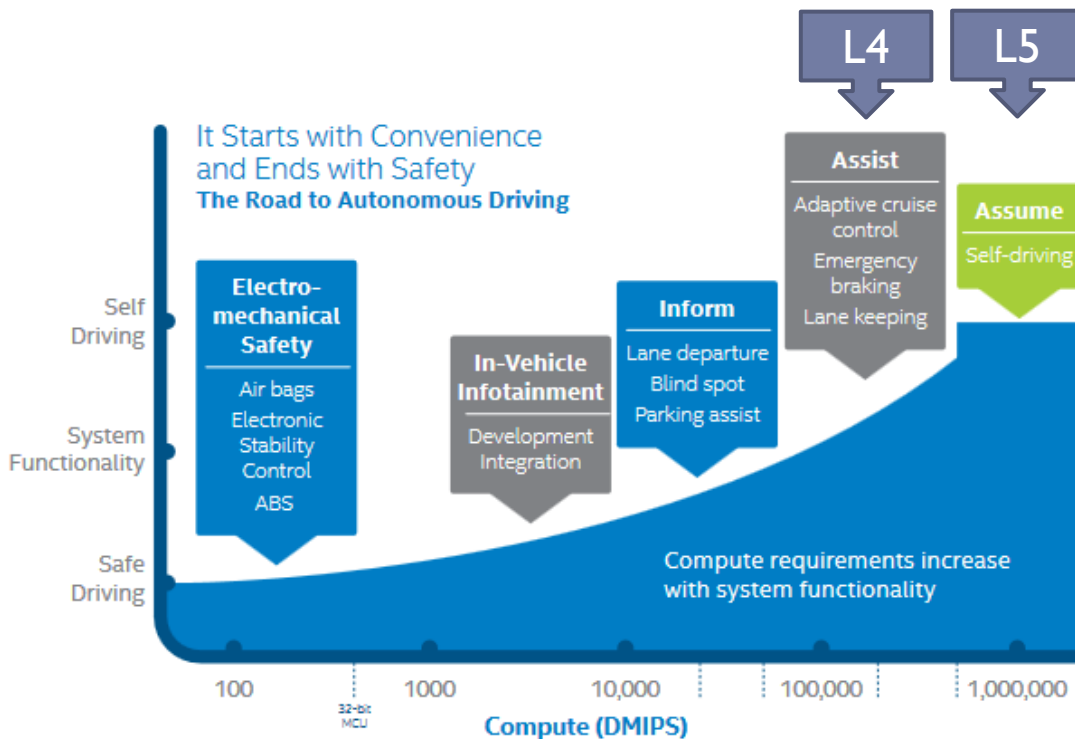 L4
L5
It Starts with Convenience
and Ends with Safety
The Road to Autonomous Driving
Self
Driving
System
Functionality
Safe
Driving
Electro-
mechanical
Safety
Air bags
Electronic
Stability
Control
ABS
In-Vehicle
Infotainment
Development
Integration
Inform
Lane departure
Blind spot
Parking assist
Assist
Adaptive cruise
control
Emergency
braking
Lane keeping
Assume
Self-driving
Compute requirements increase
with system functionality
100
1000
10,000
100,000
1,000,000
32-bit
MCU
Compute (DMIPS)